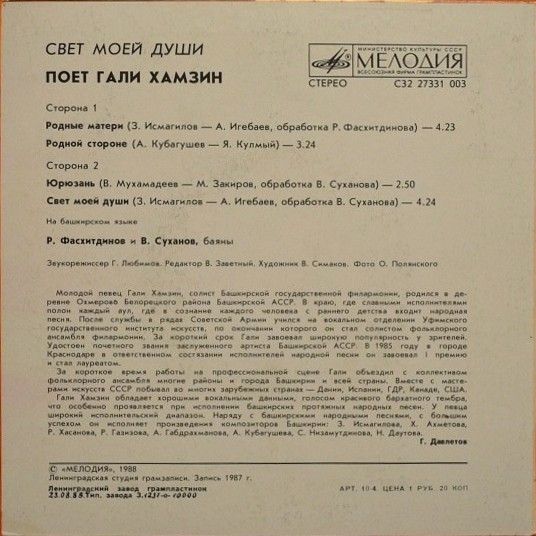 СВЕТ МОЕЙ ДУШИ
ПОЕТ ГАЛИ ХАМЗИН
МИНИСТЕРСТВО КУЛЬТУРЫ СССР
МЕЛОДИЯ
ВСЕСОЮЗНАЯ ФИРМА ГРАМПЛАСТИНОК
СТЕРЕО С32 27331 003
Сторона 1
Родные матери (З. Исмагилов — А. Игебаев, обработка Р. Фасхитдинова) — 4.23
Родной стороне (А. Кубагушев — Я. Кулмый) — 3.24
Сторона 2
Юрюзань (В. Мухамадеев — М. Закиров, обработка В. Суханова) — 2.50
Свет моей души (З. Исмагилов — А. Игебаев, обработка В. Суханова) — 4.24
На башкирском языке
Р. Фасхитдинов и В. Суханов, баяны
Звукорежиссер Г. Любимов. Редактор В. Заветный. Художник В. Симаков. Фото О. Полянского
Молодой певец Гали Хамзин, солист Башкирской государственной филармонии, родился в де-
ревне Охмерово Белорецкого района Башкирской АССР. В краю, где славными исполнителями
полон каждый аул, где в сознание каждого человека с раннего детства входит народная
песня. После службы в рядах Советской Армии учился на вокальном отделении Уфимского
государственного института искусств, по окончании которого он стал солистом фольклорного
ансамбля филармонии. За короткий срок Гали завоевал широкую популярность у зрителей.
Удостоен почетного звания заслуженного артиста Башкирской АССР. В 1985 году в городе
Краснодаре в ответственном состязании исполнителей народной песни он завоевал I премию
и стал лауреатом.
За короткое время работы на профессиональной сцене Гали объездил с коллективом
фольклорного ансамбля многие районы и города Башкирии и всей страны. Вместе с масте-
рами искусств СССР побывал во многих зарубежных странах — Дании, Испании, ГДР, Канаде, США.
Гали Хамзин обладает хорошими вокальными данными, голосом красивого бархатного тембра,
что особенно проявляется при исполнении башкирских протяжных народных песен. У певца
широкий исполнительский диапазон. Наряду с башкирскими народными песнями, с большим
успехом он исполняет произведения композиторов Башкирии: З. Исмагилова, Х. Ахметова,
Р. Хасанова, Р. Газизова, А. Габдрахманова, А. Кубагушева, С. Низамутдинова, Н. Даутова.
Г. Давлетов
© «МЕЛОДИЯ», 1988
Ленинградская студия грамзаписи. Запись 1987 г.
Ленинградский завод грампластинок АРТ. 10-4. ЦЕНА 1 РУБ. 20 КОП
23.08.88. Тип. завода З.1237-о-10000